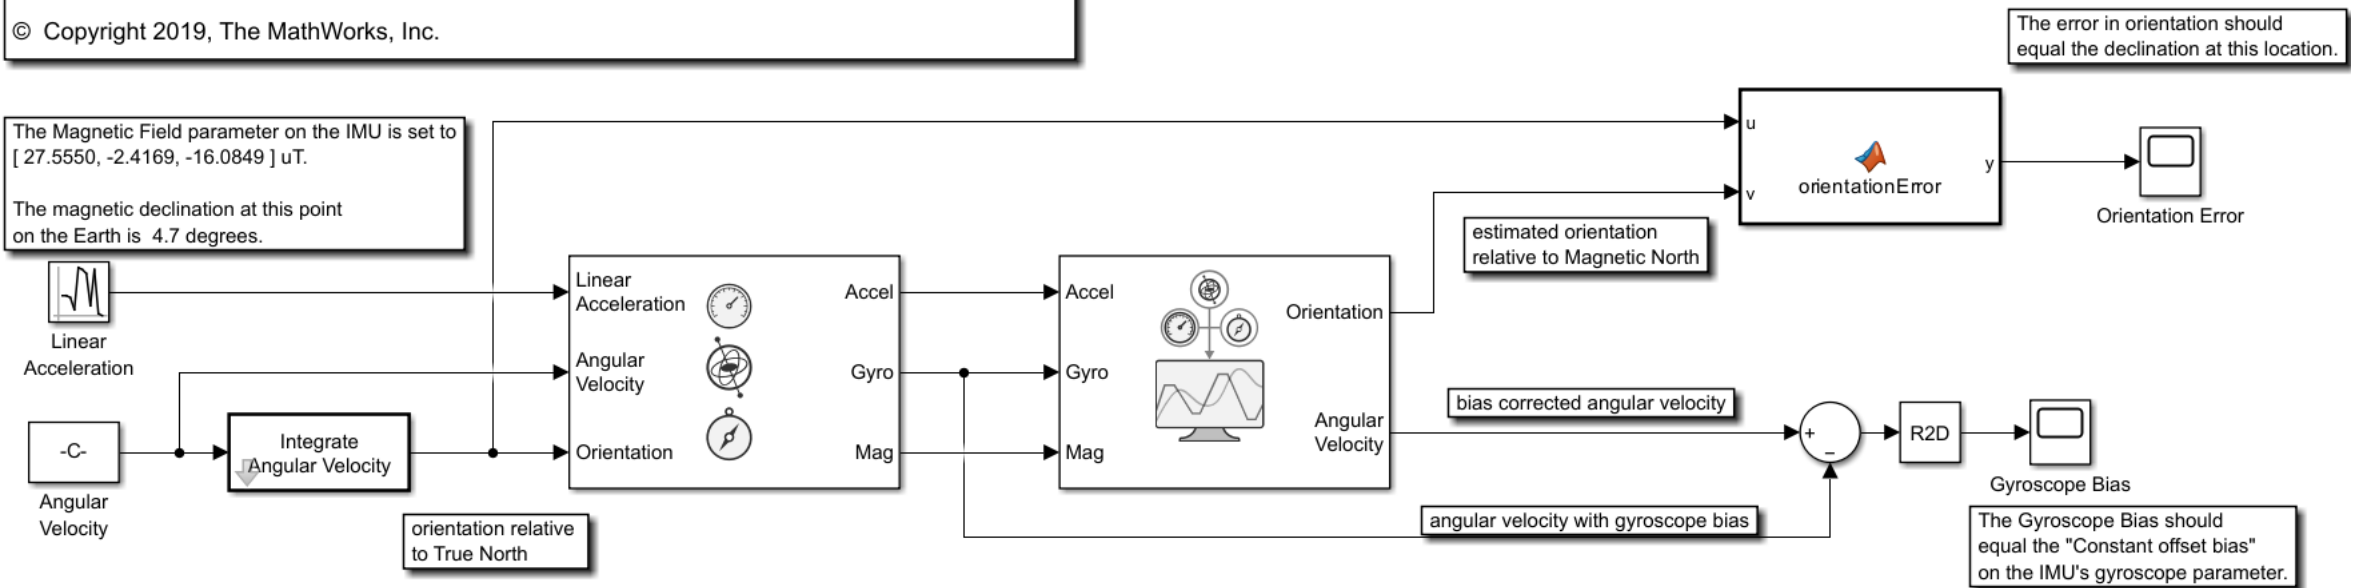 © Copyright 2019, The MathWorks, Inc.
The error in orientation should
equal the declination at this location.
The Magnetic Field parameter on the IMU is set to
[ 27.5550, -2.4169, -16.0849 ] uT.
The magnetic declination at this point
on the Earth is 4.7 degrees.
u
v
y
orientationError
Orientation Error
estimated orientation
relative to Magnetic North
Linear
Acceleration
Linear
Acceleration
Angular
Velocity
Orientation
Accel
Gyro
Mag
Accel
Gyro
Mag
Orientation
Angular
Velocity
-C-
Angular
Velocity
Integrate
Angular Velocity
orientation relative
to True North
bias corrected angular velocity
angular velocity with gyroscope bias
+
−
R2D
Gyroscope Bias
The Gyroscope Bias should
equal the "Constant offset bias"
on the IMU's gyroscope parameter.